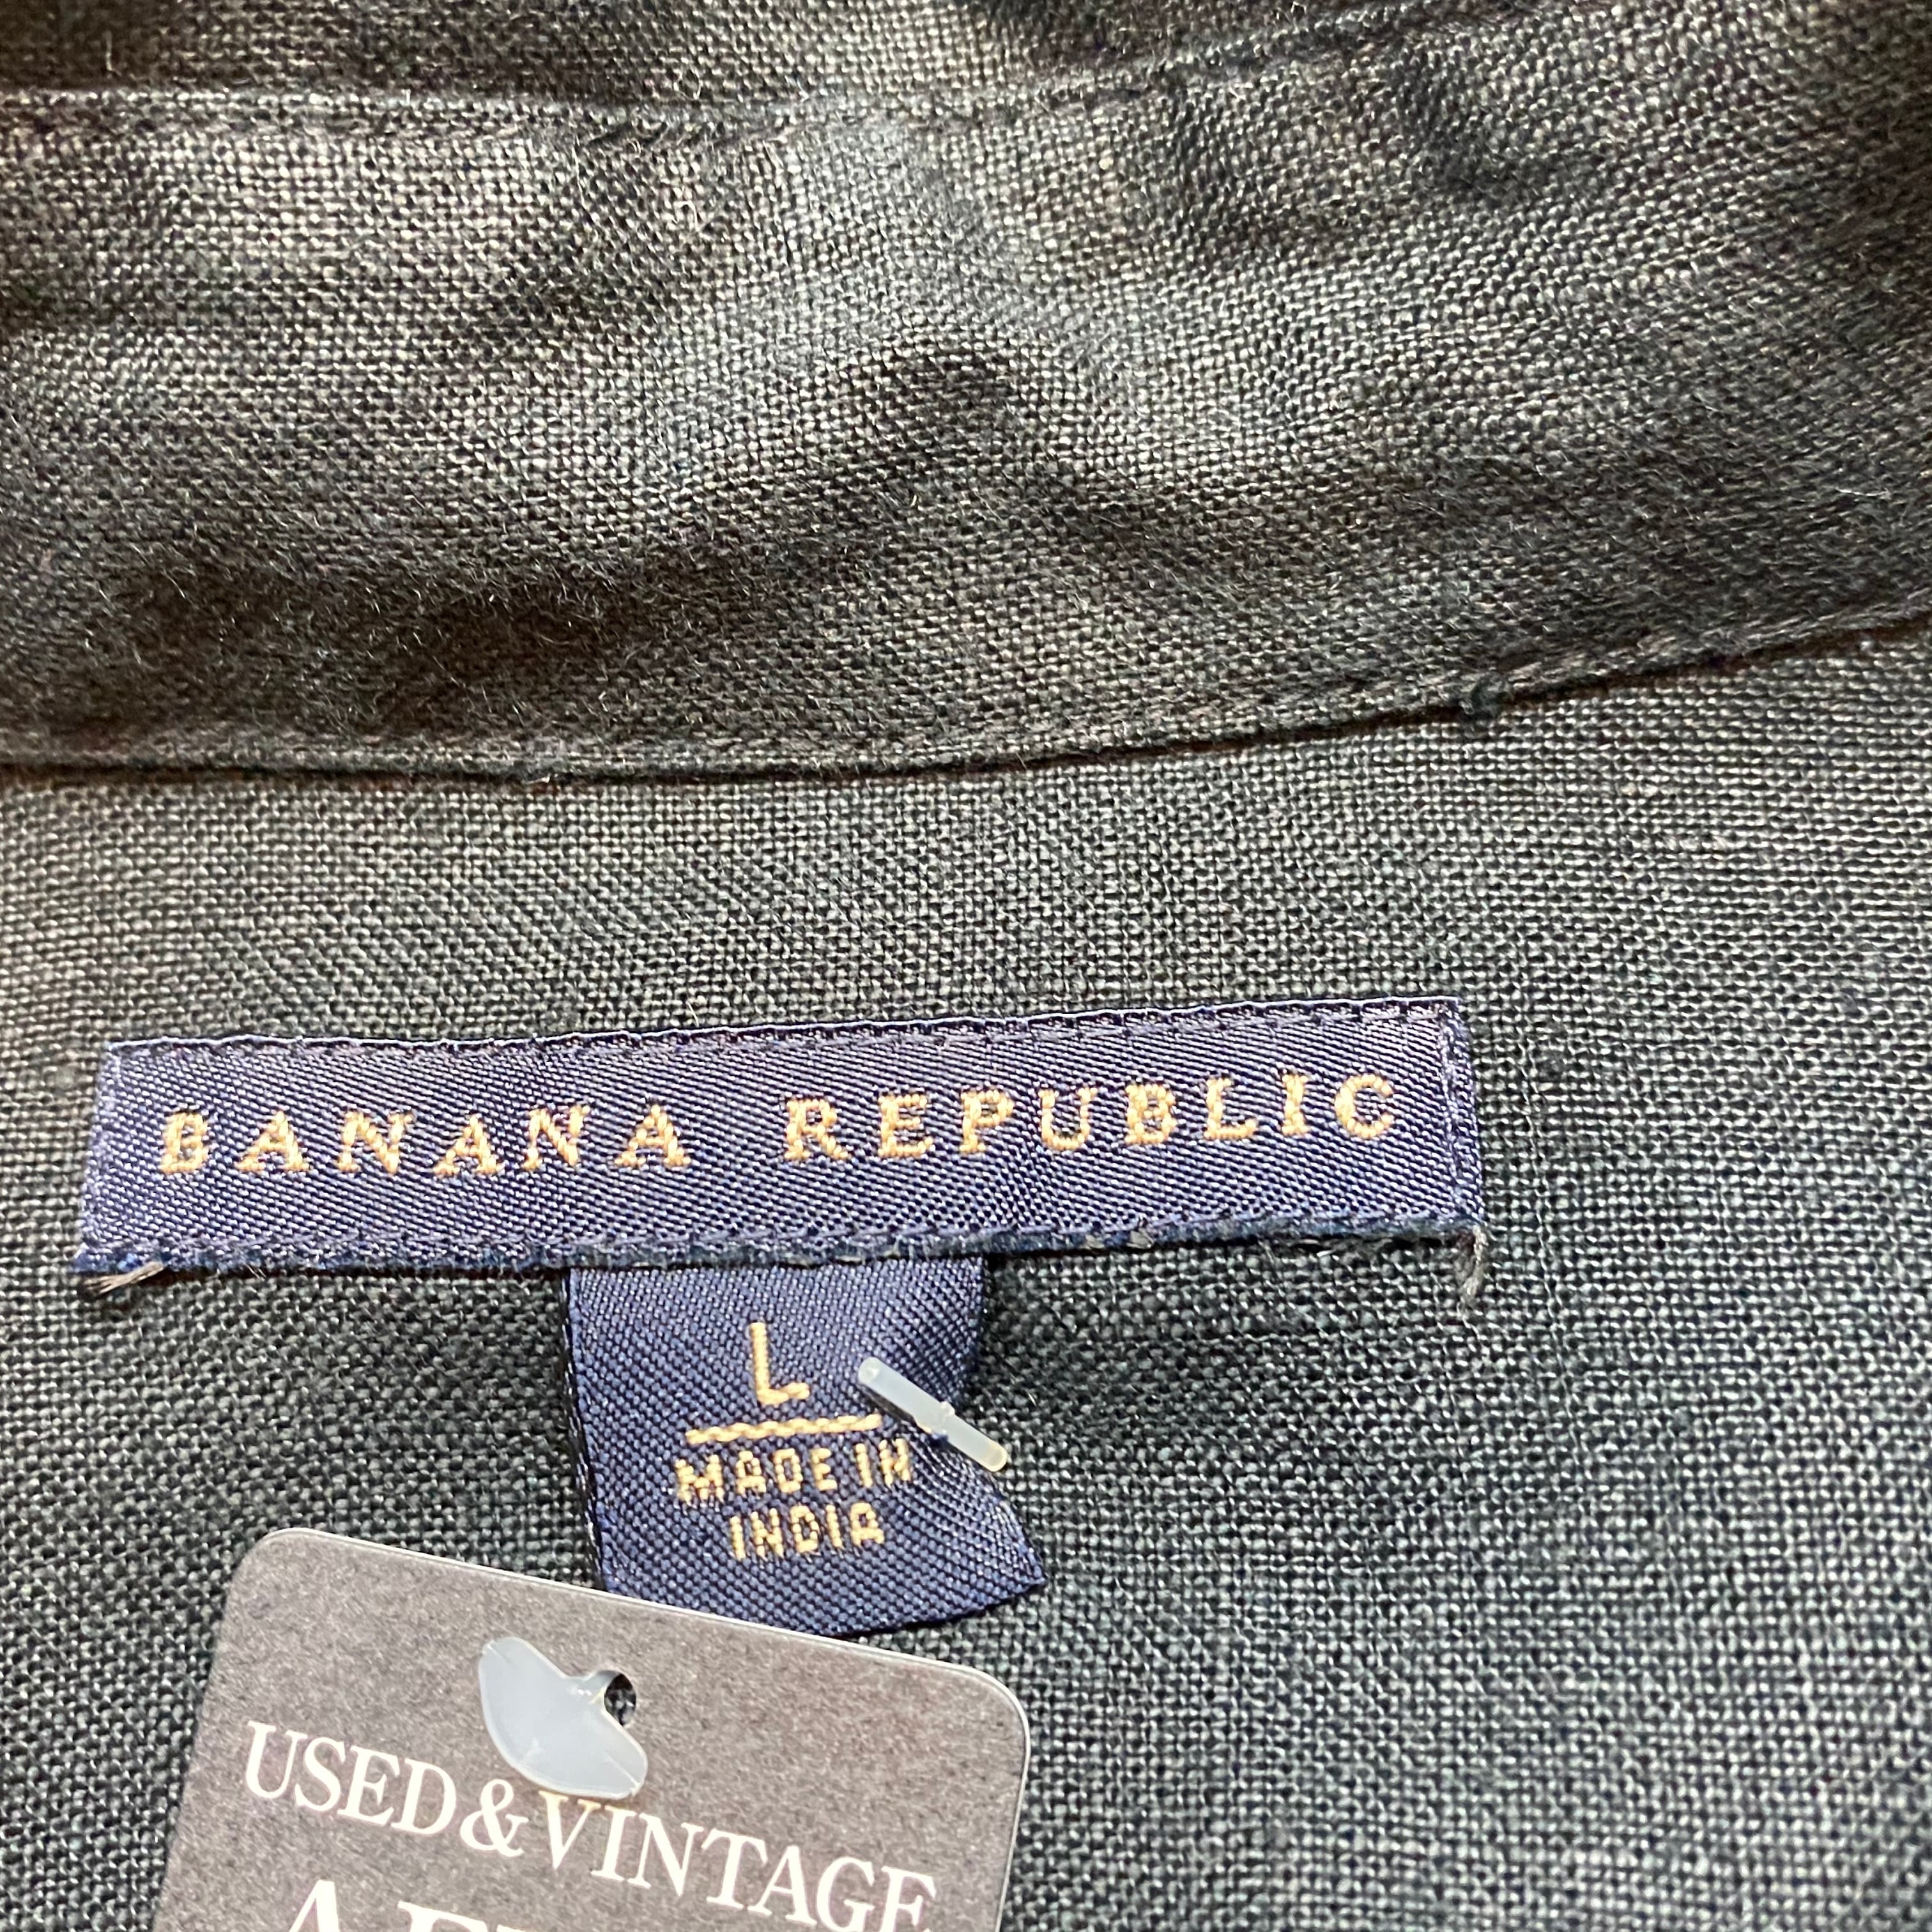 BANANA REPUBLIC
L
MADE IN
INDIA
USED&VINTAGE